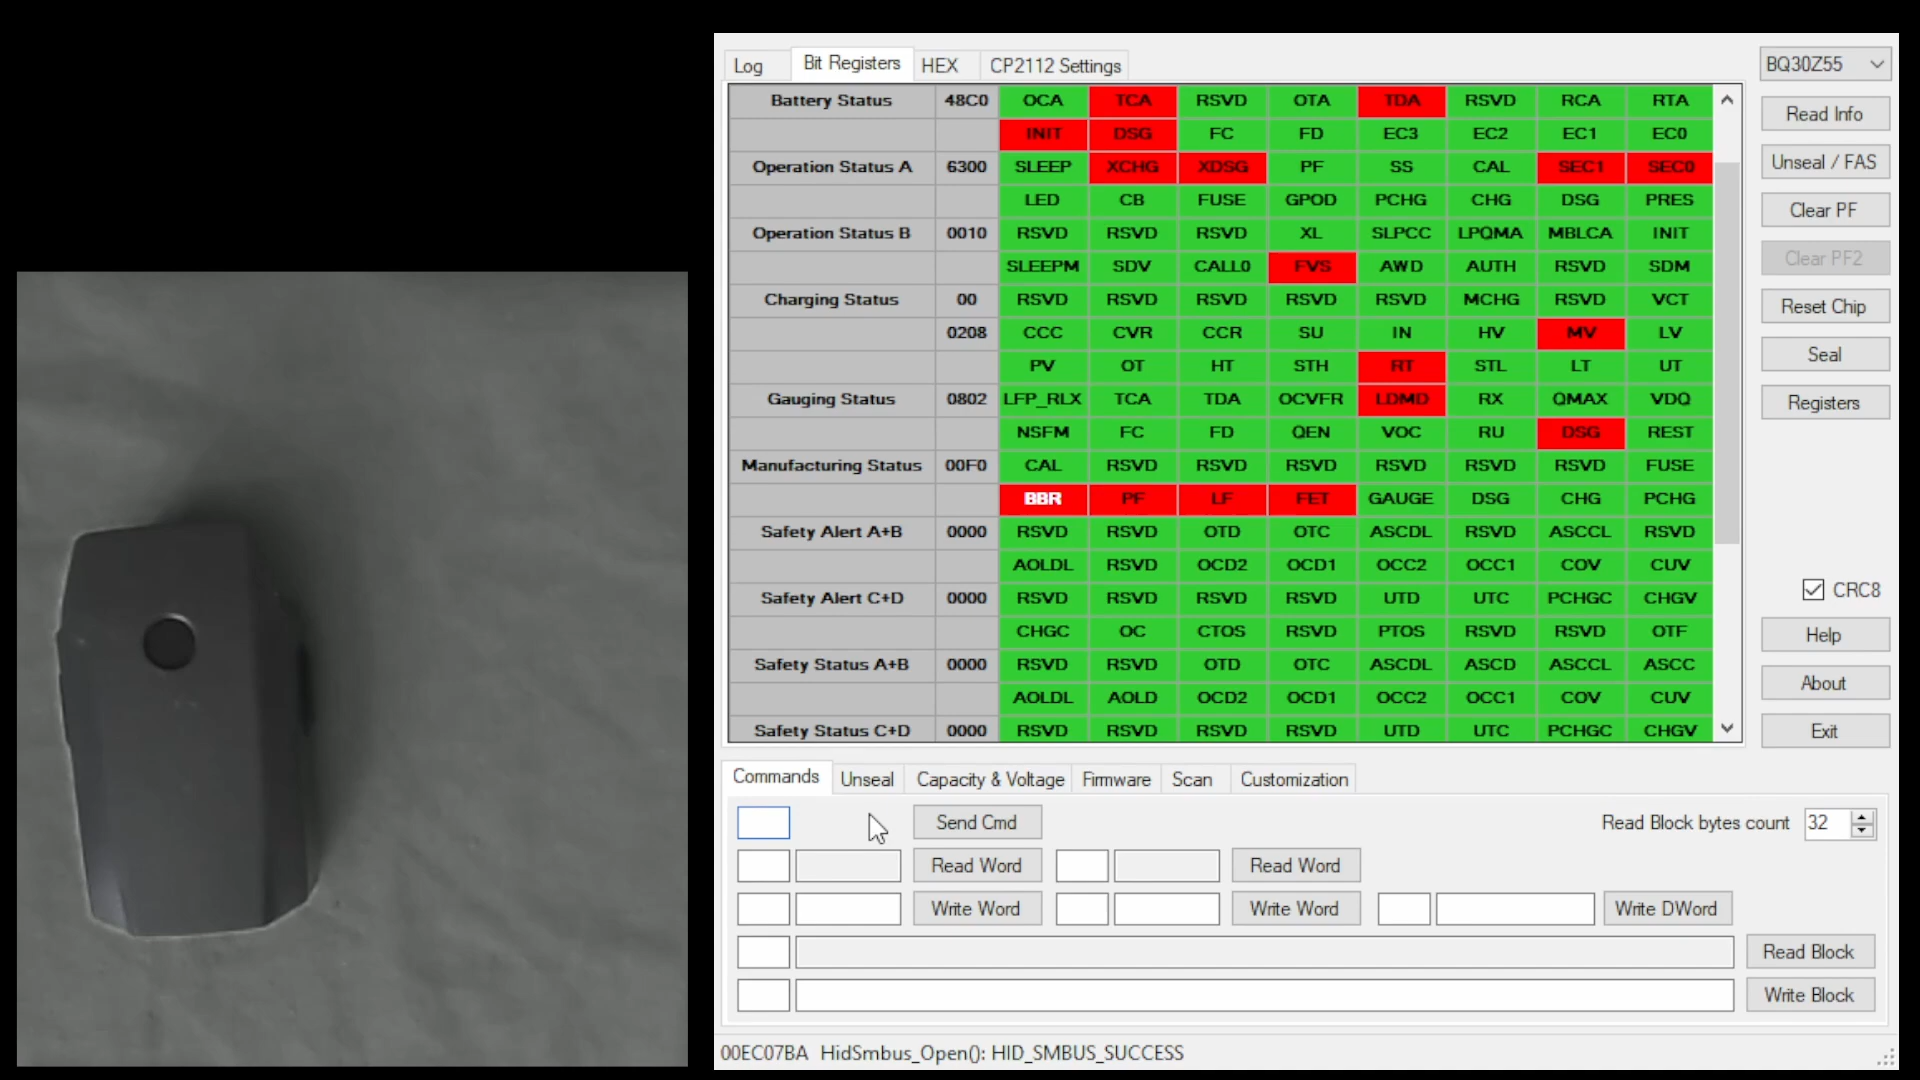 Log Bit Registers HEX CP2112 Settings BQ30Z55
Battery Status 48C0 OCA TCA RSVD OTA TDA RSVD RCA RTA
INIT DSG FC FD EC3 EC2 EC1 EC0
Operation Status A 6300 SLEEP XCHG XDSG PF SS CAL SEC1 SEC0
LED CB FUSE GPOD PCHG CHG DSG PRES
Operation Status B 0010 RSVD RSVD RSVD XL SLPCC LPQMA MBLCA INIT
SLEEPM SDV CALL0 FVS AWD AUTH RSVD SDM
Charging Status 00 RSVD RSVD RSVD RSVD RSVD MCHG RSVD VCT
0208 CCC CVR CCR SU IN HV MV LV
PV OT HT STH RT STL LT UT
Gauging Status 0802 LFP_RLX TCA TDA OCVFR LDMD RX QMAX VDQ
NSFM FC FD QEN VOC RU DSG REST
Manufacturing Status 00F0 CAL RSVD RSVD RSVD RSVD RSVD RSVD FUSE
BBR PF LF FET GAUGE DSG CHG PCHG
Safety Alert A+B 0000 RSVD RSVD OTD OTC ASCDL RSVD ASCCL RSVD
AOLDL RSVD OCD2 OCD1 OCC2 OCC1 COV CUV
Safety Alert C+D 0000 RSVD RSVD RSVD RSVD UTD UTC PCHGC CHGV
CHGC OC CTOS RSVD PTOS RSVD RSVD OTF
Safety Status A+B 0000 RSVD RSVD OTD OTC ASCDL ASCD ASCCL ASCC
AOLDL AOLD OCD2 OCD1 OCC2 OCC1 COV CUV
Safety Status C+D 0000 RSVD RSVD RSVD RSVD UTD UTC PCHGC CHGV
Read Info
Unseal / FAS
Clear PF
Clear PF2
Reset Chip
Seal
Registers
CRC8
Help
About
Exit
Commands Unseal Capacity & Voltage Firmware Scan Customization
Send Cmd Read Block bytes count 32
Read Word Read Word
Write Word Write Word Write DWord
Read Block
Write Block
00EC07BA HidSmbus_Open(): HID_SMBUS_SUCCESS